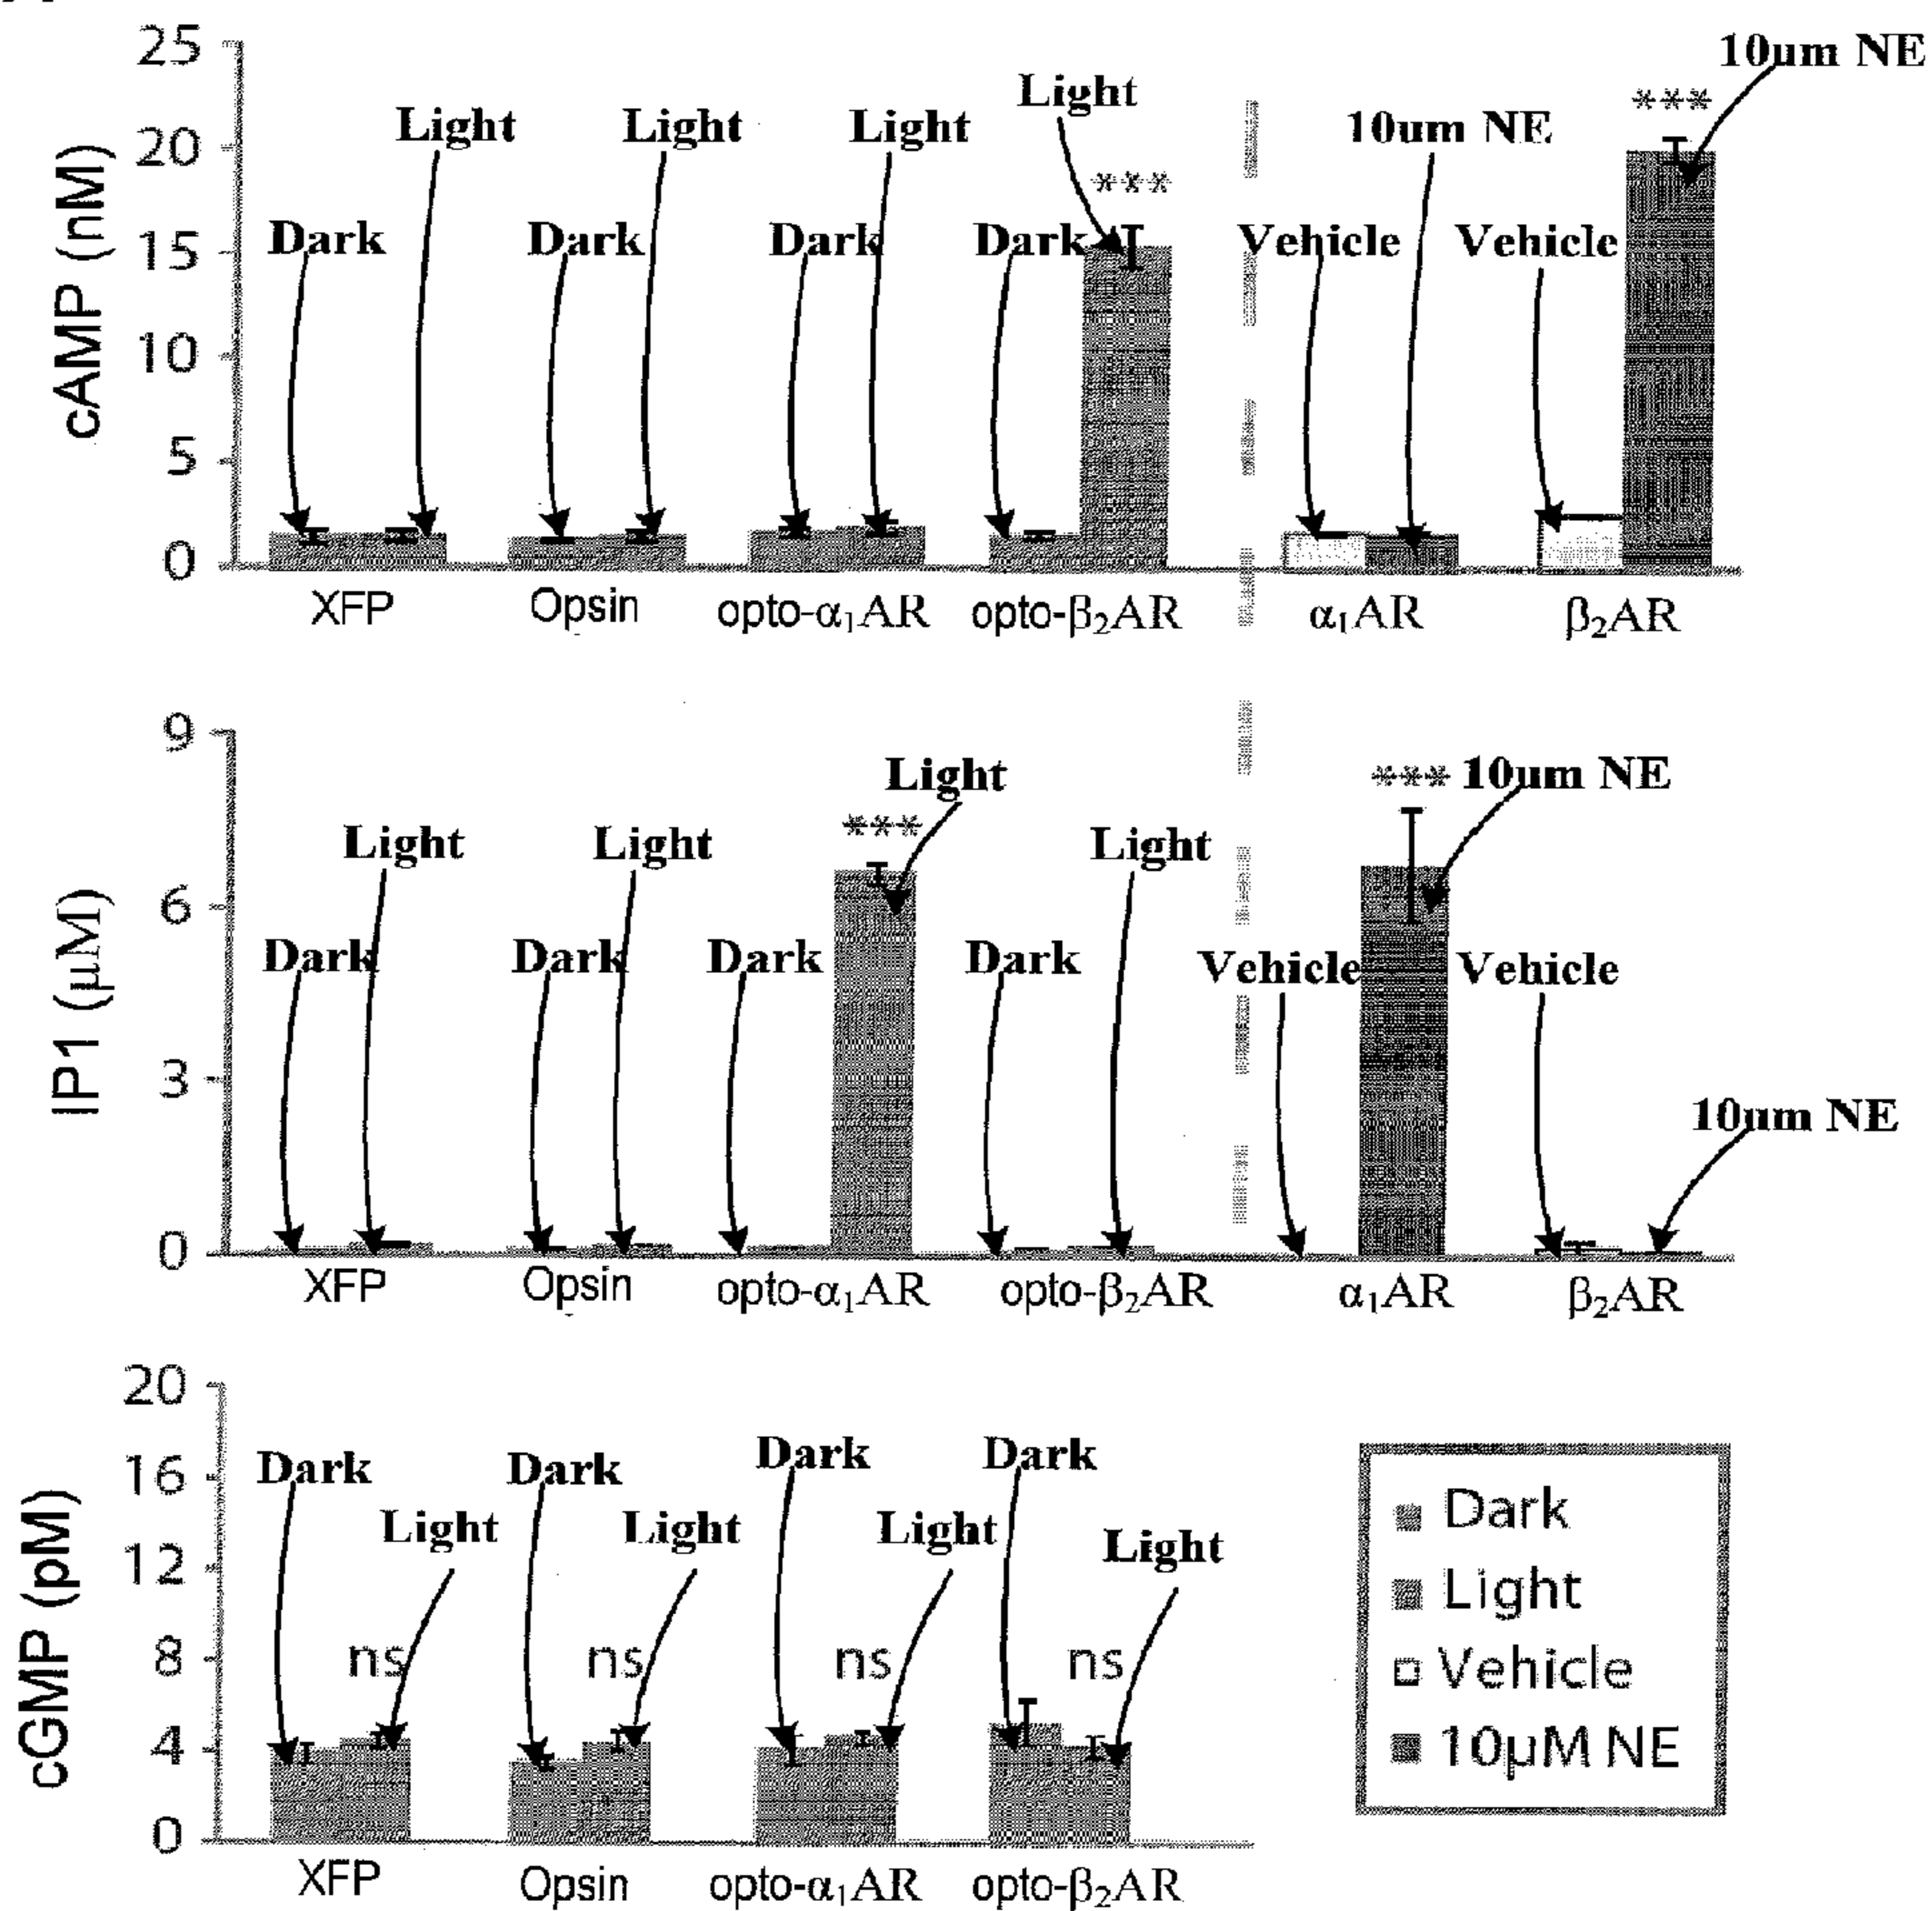 25
10um NE
Light
***
Light
Light
Light
10um NE
20
***
cAMP (nM)
Dark
Dark
Dark
Dark
Vehicle
Vehicle
15
10
5
0
XFP
Opsin
opto-α₁AR
opto-β₂AR
α₁AR
β₂AR
9
Light
***
10um NE
***
Light
Light
Light
6
IP1 (μM)
Dark
Dark
Dark
Dark
Vehicle
Vehicle
3
10um NE
0
XFP
Opsin
opto-α₁AR
opto-β₂AR
α₁AR
β₂AR
20
Dark
Dark
Dark
Dark
16
Light
Light
Light
Light
12
cGMP (pM)
8
ns
ns
ns
ns
4
0
XFP
Opsin
opto-α₁AR
opto-β₂AR
Dark
Light
Vehicle
10μM NE